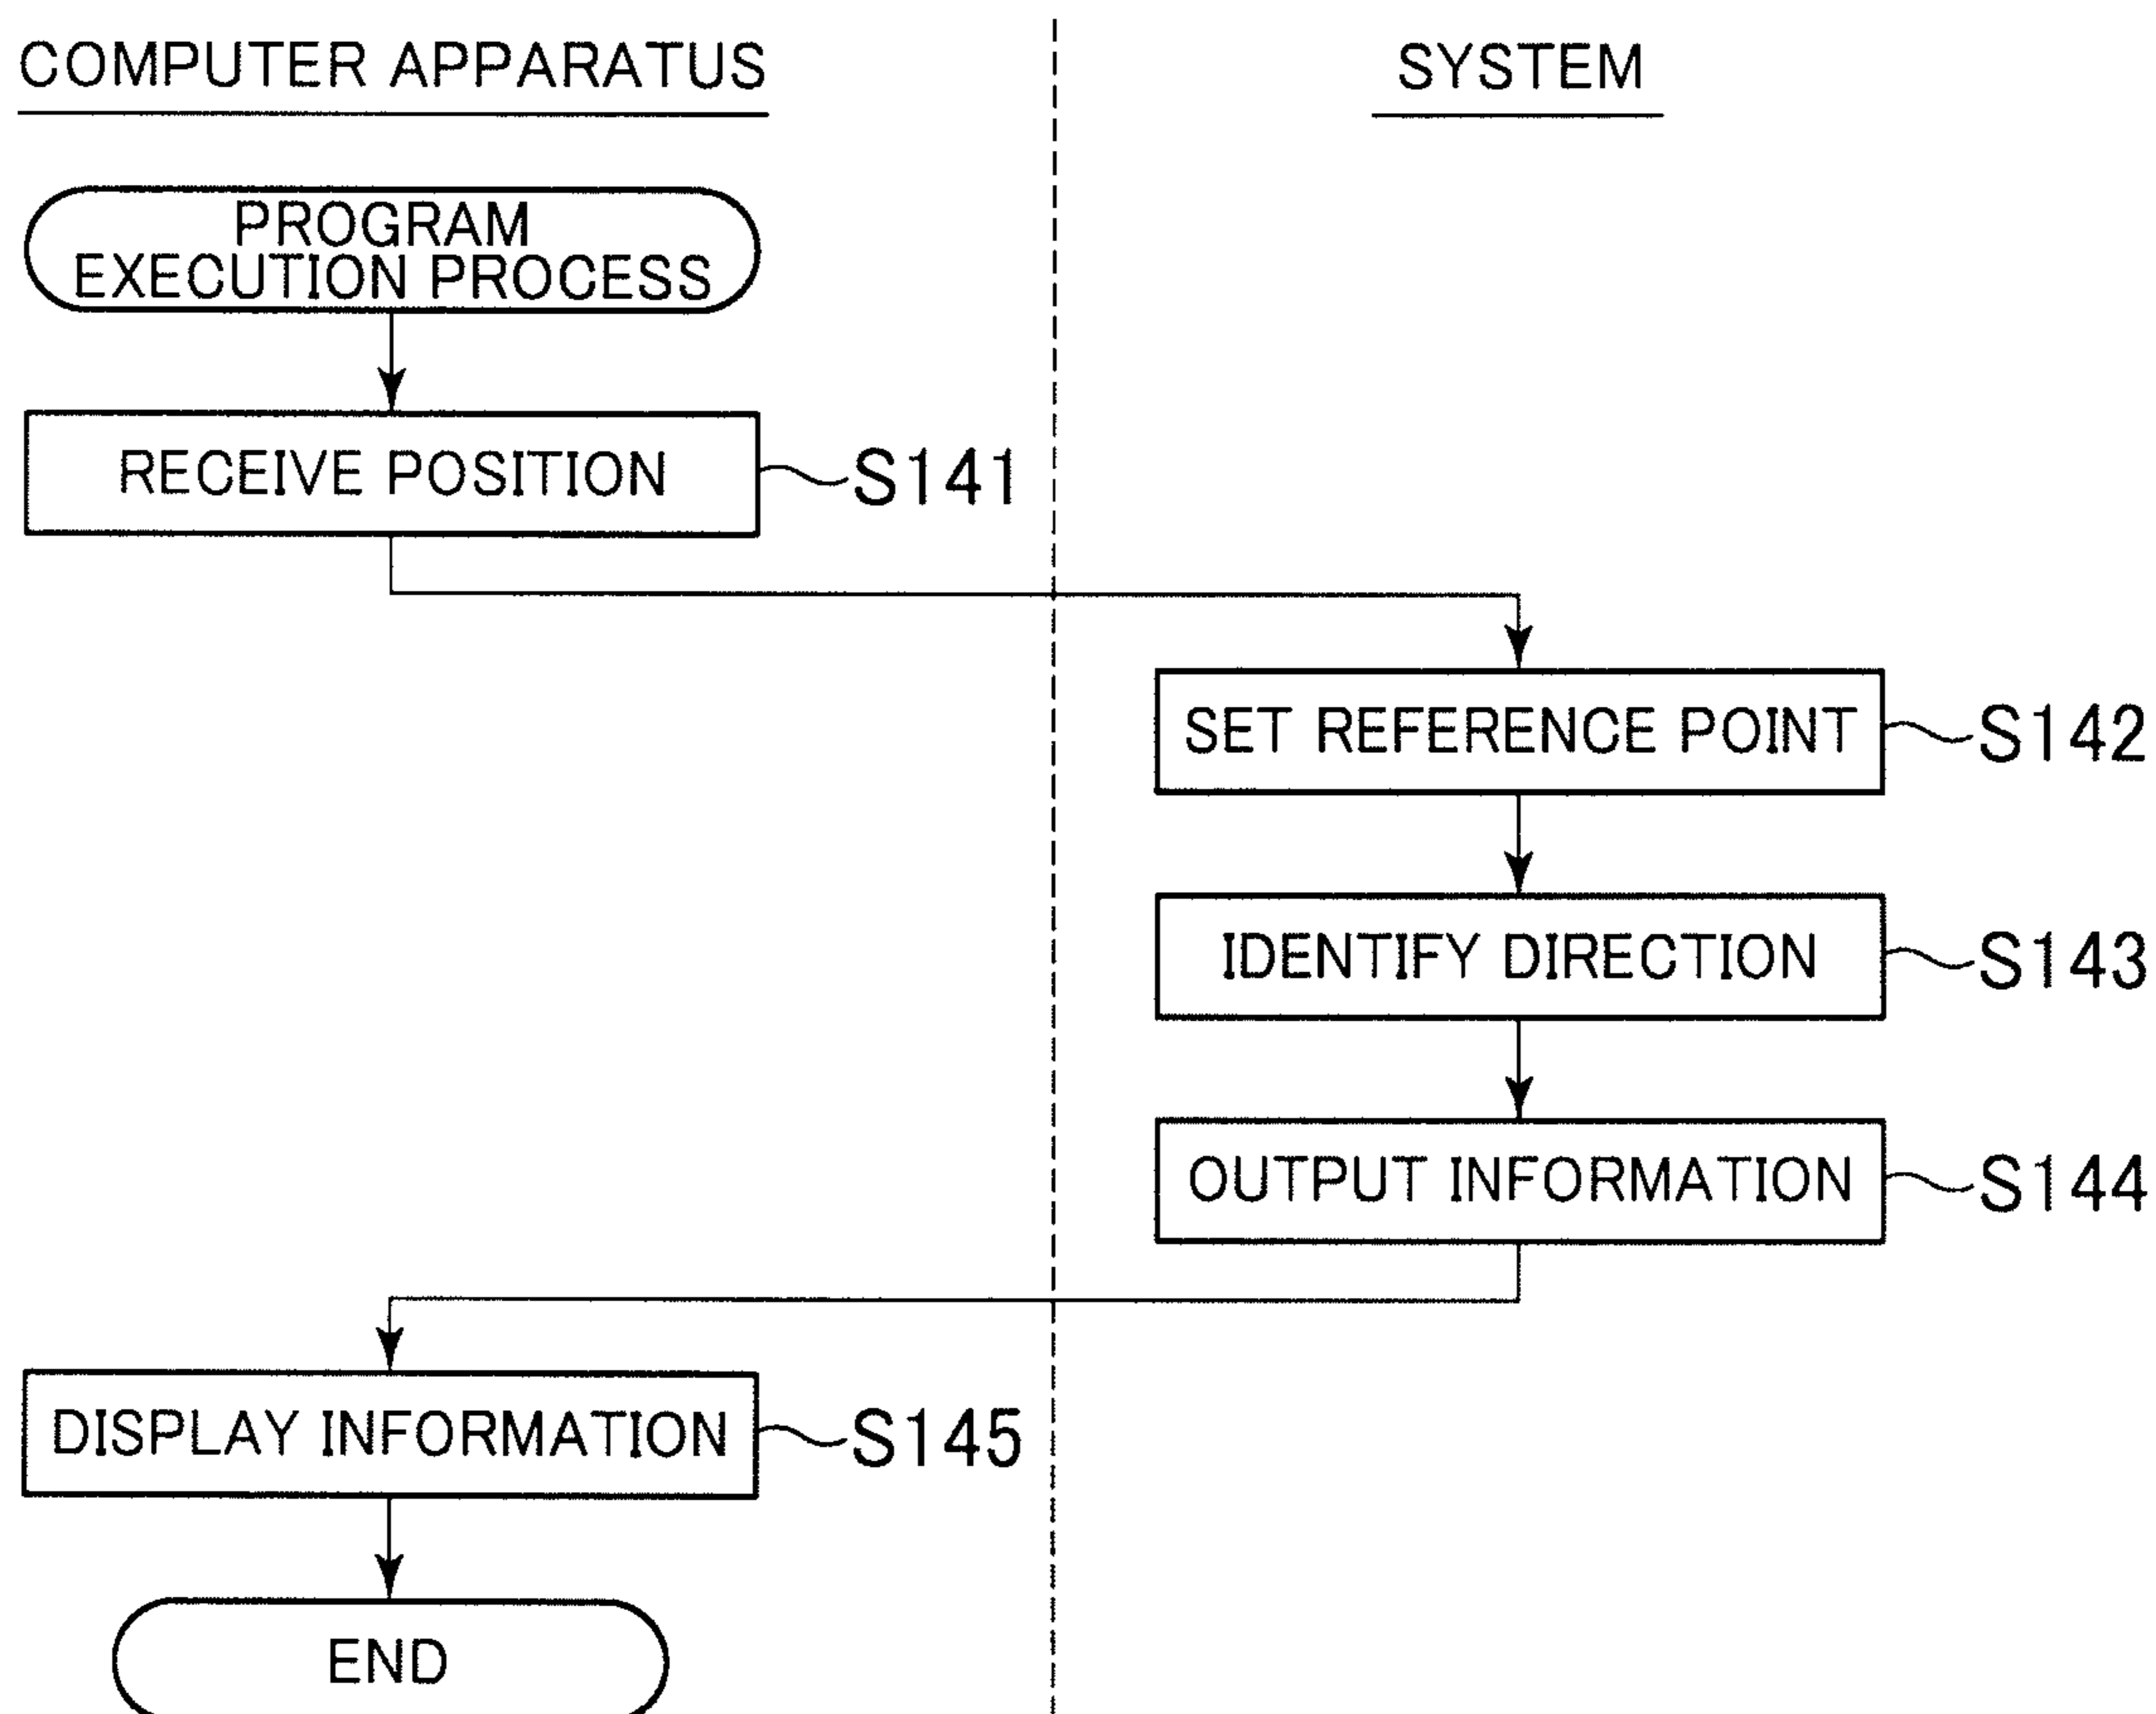 COMPUTER APPARATUS
SYSTEM
PROGRAM
EXECUTION PROCESS
RECEIVE POSITION
S141
SET REFERENCE POINT
S142
IDENTIFY DIRECTION
S143
OUTPUT INFORMATION
S144
DISPLAY INFORMATION
S145
END